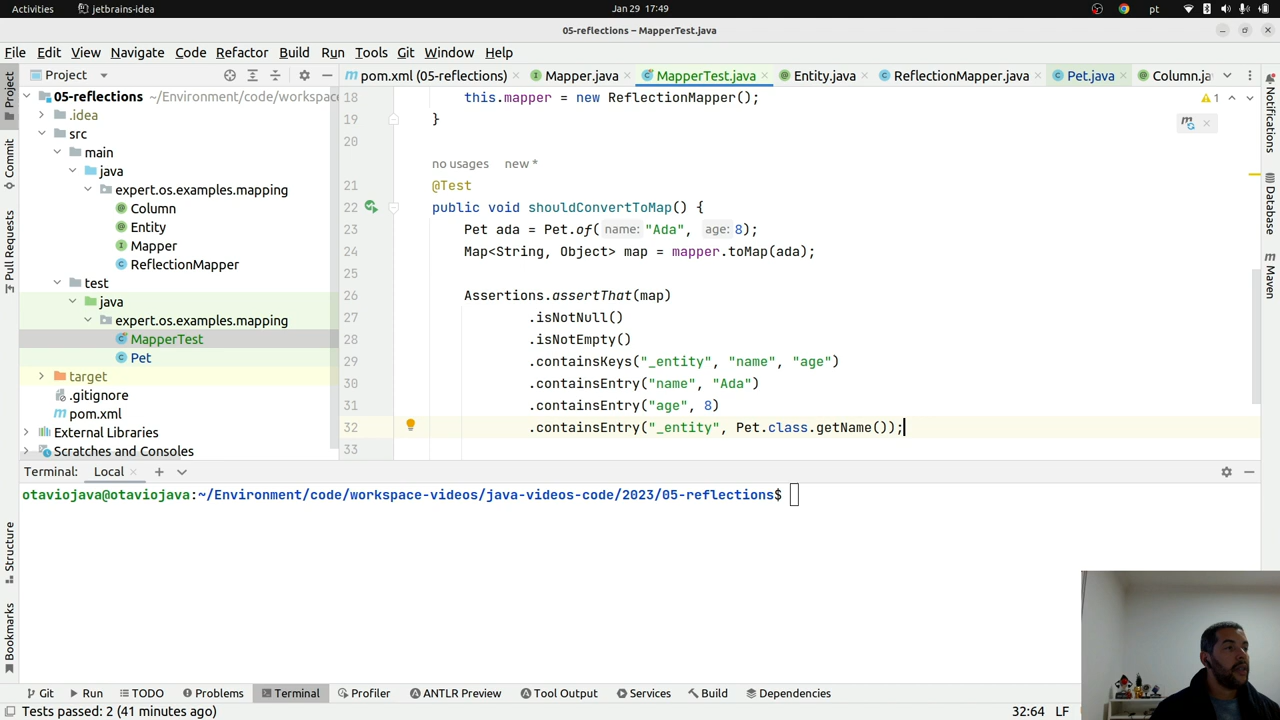 Activities
jetbrains-idea
Jan 29 17:49
pt
05-reflections – MapperTest.java
File Edit View Navigate Code Refactor Build Run Tools Git Window Help
Project
pom.xml (05-reflections)
Mapper.java
MapperTest.java
Entity.java
ReflectionMapper.java
Pet.java
Column.ja
Project
Commit
Pull Requests
Structure
Bookmarks
05-reflections ~/Environment/code/workspace
.idea
src
main
java
expert.os.examples.mapping
Column
Entity
Mapper
ReflectionMapper
test
java
expert.os.examples.mapping
MapperTest
Pet
target
.gitignore
pom.xml
External Libraries
Scratches and Consoles
18 this.mapper = new ReflectionMapper();
19 }
20
no usages new *
21 @Test
22 public void shouldConvertToMap() {
23 Pet ada = Pet.of( name: "Ada", age: 8);
24 Map<String, Object> map = mapper.toMap(ada);
25
26 Assertions.assertThat(map)
27 .isNotNull()
28 .isNotEmpty()
29 .containsKeys("_entity", "name", "age")
30 .containsEntry("name", "Ada")
31 .containsEntry("age", 8)
32 .containsEntry("_entity", Pet.class.getName());
33
1
m
Notifications
Database
m
Maven
Terminal: Local
otaviojava@otaviojava:~/Environment/code/workspace-videos/java-videos-code/2023/05-reflections$
Git Run TODO Problems Terminal Profiler ANTLR Preview Tool Output Services Build Dependencies
Tests passed: 2 (41 minutes ago)
32:64 LF